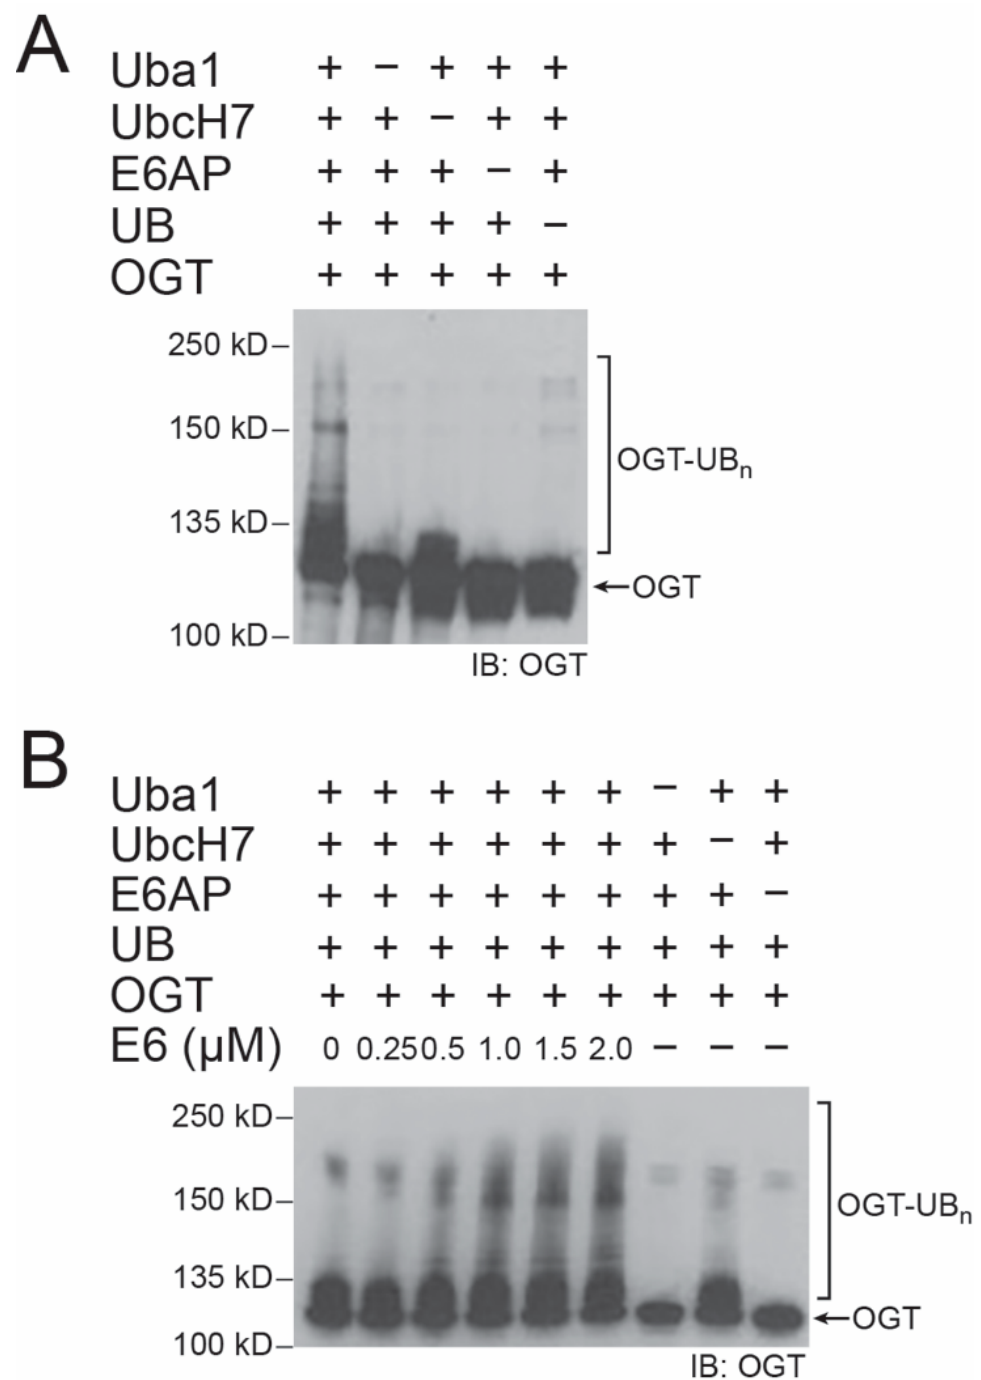 A
Uba1 + − + + +
UbcH7 + + − + +
E6AP + + + − +
UB + + + + −
OGT + + + + +
250 kD
150 kD
OGT-UBn
135 kD
OGT
100 kD
IB: OGT
B
Uba1 + + + + + + − + +
UbcH7 + + + + + + + − +
E6AP + + + + + + + + −
UB + + + + + + + + +
OGT + + + + + + + + +
E6 (μM) 0 0.25 0.5 1.0 1.5 2.0 − − −
250 kD
150 kD
OGT-UBn
135 kD
OGT
100 kD
IB: OGT